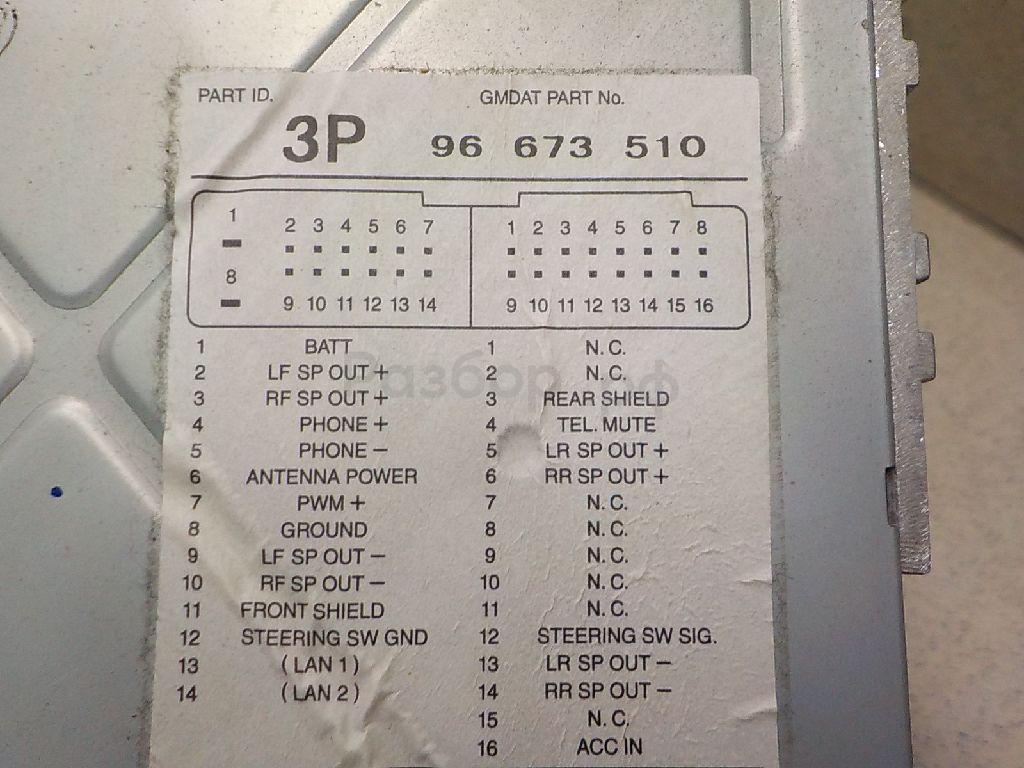 PART ID. GMDAT PART No.
3P 96 673 510
1 2 3 4 5 6 7 1 2 3 4 5 6 7 8
8 9 10 11 12 13 14 9 10 11 12 13 14 15 16
1 BATT 1 N.C.
2 LF SP OUT + 2 N.C.
3 RF SP OUT + 3 REAR SHIELD
4 PHONE + 4 TEL. MUTE
5 PHONE − 5 LR SP OUT +
6 ANTENNA POWER 6 RR SP OUT +
7 PWM + 7 N.C.
8 GROUND 8 N.C.
9 LF SP OUT − 9 N.C.
10 RF SP OUT − 10 N.C.
11 FRONT SHIELD 11 N.C.
12 STEERING SW GND 12 STEERING SW SIG.
13 ( LAN 1 ) 13 LR SP OUT −
14 ( LAN 2 ) 14 RR SP OUT −
15 N.C.
16 ACC IN
Разбор.рф